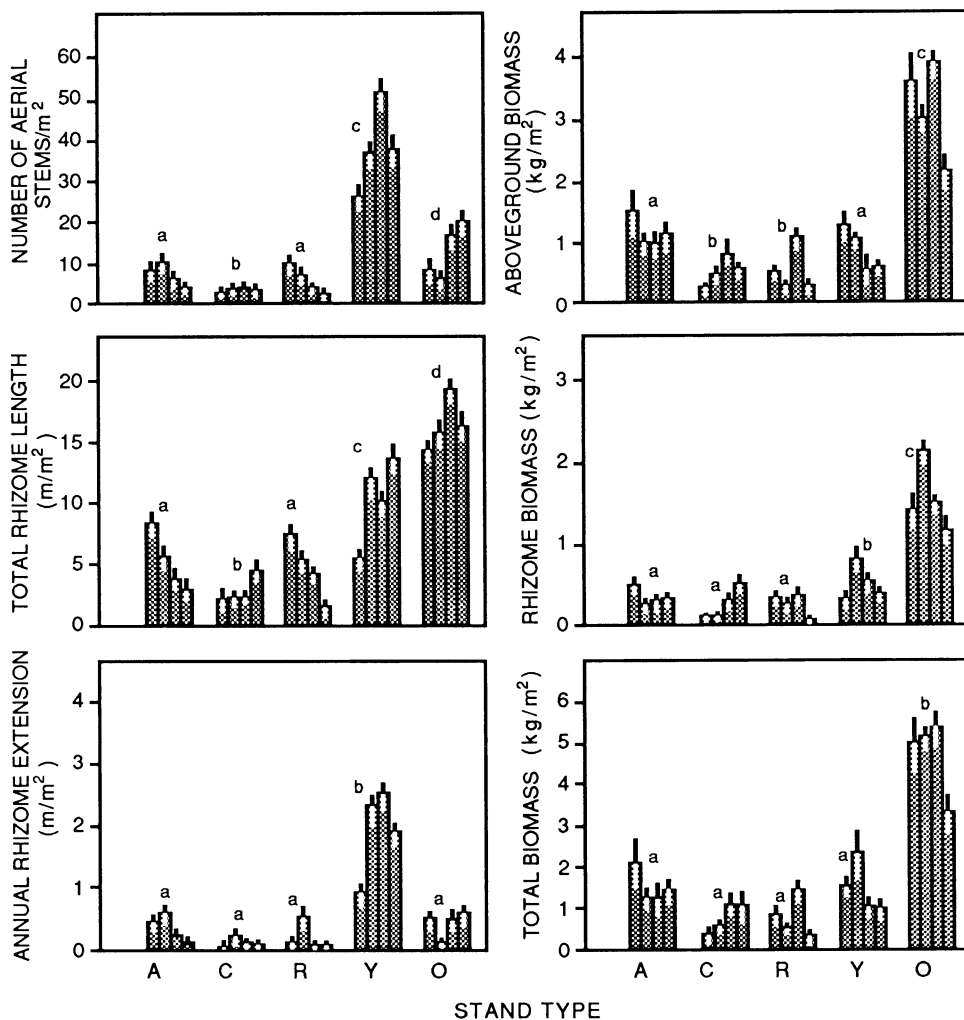 NUMBER OF AERIAL
STEMS/m²
60
50
40
30
20
10
0
a
b
a
c
d
ABOVEGROUND BIOMASS
(kg/m²)
4
3
2
1
0
a
b
b
a
c
TOTAL RHIZOME LENGTH
(m/m²)
20
15
10
5
0
a
b
a
c
d
RHIZOME BIOMASS (kg/m²)
3
2
1
0
a
a
a
b
c
ANNUAL RHIZOME EXTENSION
(m/m²)
4
3
2
1
0
a
a
a
b
a
A C R Y O
TOTAL BIOMASS (kg/m²)
6
5
4
3
2
1
0
a
a
a
a
b
A C R Y O
STAND TYPE